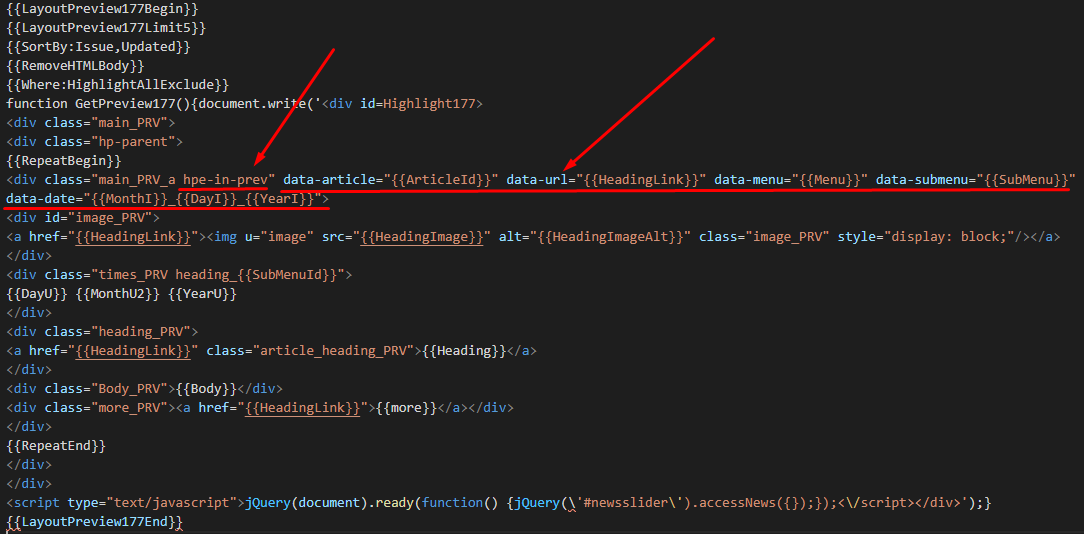 {{LayoutPreview177Begin}}
{{LayoutPreview177Limit5}}
{{SortBy:Issue,Updated}}
{{RemoveHTMLBody}}
{{Where:HighlightAllExclude}}
function GetPreview177(){document.write('<div id=Highlight177>
<div class="main_PRV">
<div class="hp-parent">
{{RepeatBegin}}
<div class="main_PRV_a hpe-in-prev" data-article="{{ArticleId}}" data-url="{{HeadingLink}}" data-menu="{{Menu}}" data-submenu="{{SubMenu}}"
data-date="{{MonthI}}_{{DayI}}_{{YearI}}">
<div id="image_PRV">
<a href="{{HeadingLink}}"><img u="image" src="{{HeadingImage}}" alt="{{HeadingImageAlt}}" class="image_PRV" style="display: block;"/></a>
</div>
<div class="times_PRV heading_{{SubMenuId}}">
{{DayU}} {{MonthU2}} {{YearU}}
</div>
<div class="heading_PRV">
<a href="{{HeadingLink}}" class="article_heading_PRV">{{Heading}}</a>
</div>
<div class="Body_PRV">{{Body}}</div>
<div class="more_PRV"><a href="{{HeadingLink}}">{{more}}</a></div>
</div>
{{RepeatEnd}}
</div>
</div>
<script type="text/javascript">jQuery(document).ready(function() {jQuery(\'#newsslider\').accessNews({});});<\/script></div>');}
{{LayoutPreview177End}}